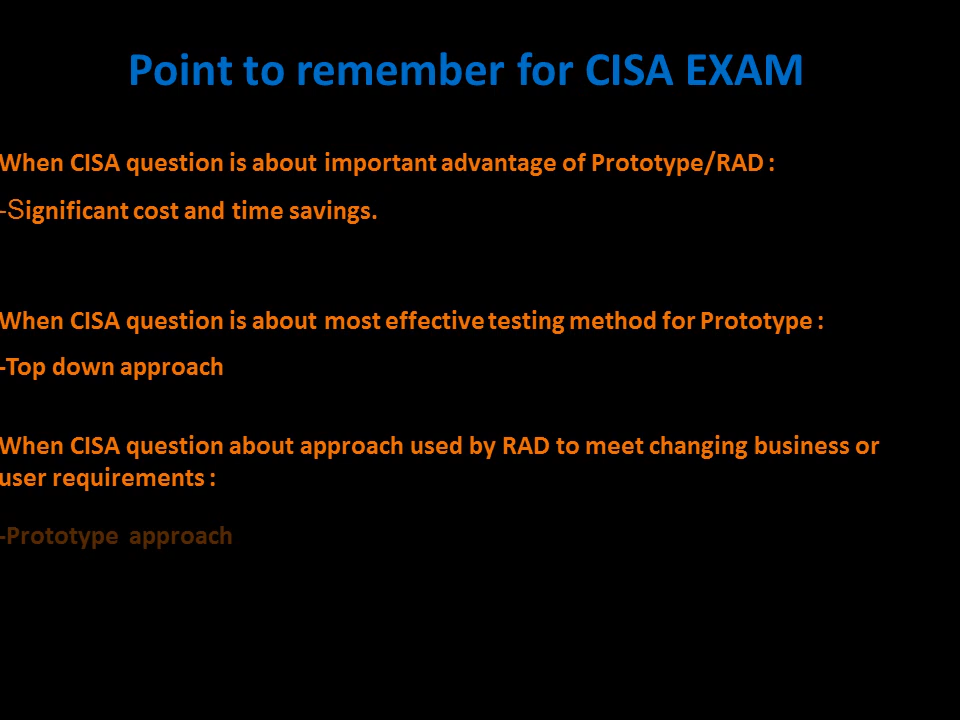 Point to remember for CISA EXAM
When CISA question is about important advantage of Prototype/RAD :
-Significant cost and time savings.
When CISA question is about most effective testing method for Prototype :
-Top down approach
When CISA question about approach used by RAD to meet changing business or
user requirements :
-Prototype approach